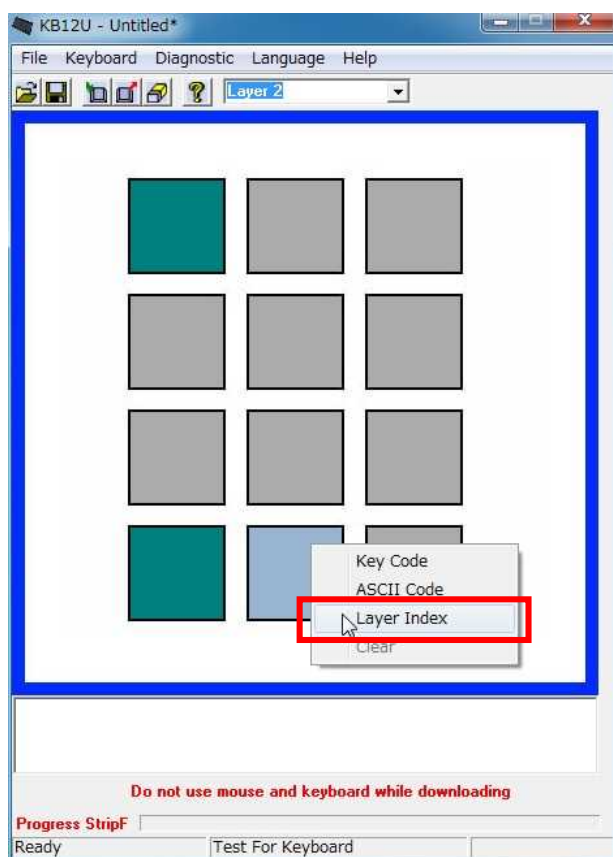 KB12U - Untitled*
File Keyboard Diagnostic Language Help
Layer 2
Key Code
ASCII Code
Layer Index
Clear
Do not use mouse and keyboard while downloading
Progress StripF
Ready Test For Keyboard